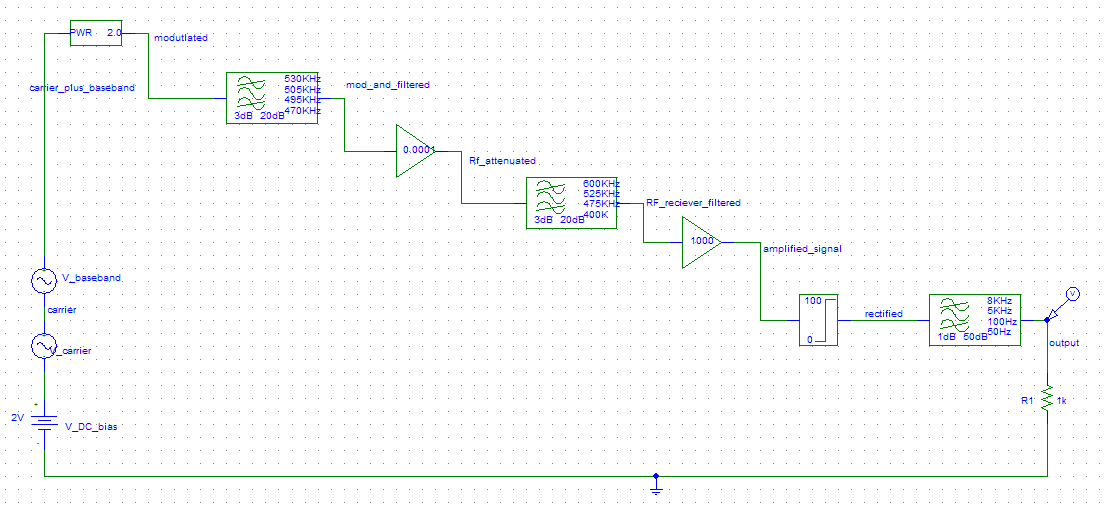 PWR 2.0
modutlated
carrier_plus_baseband
530KHz
505KHz
495KHz
470KHz
3dB 20dB
mod_and_filtered
0.0001
Rf_attenuated
600KHz
525KHz
475KHz
400K
3dB 20dB
RF_reciever_filtered
1000
amplified_signal
V_baseband
carrier
V_carrier
100
0
rectified
8KHz
5KHz
100Hz
50Hz
1dB 50dB
V
output
+
2V
V_DC_bias
-
R1 1k